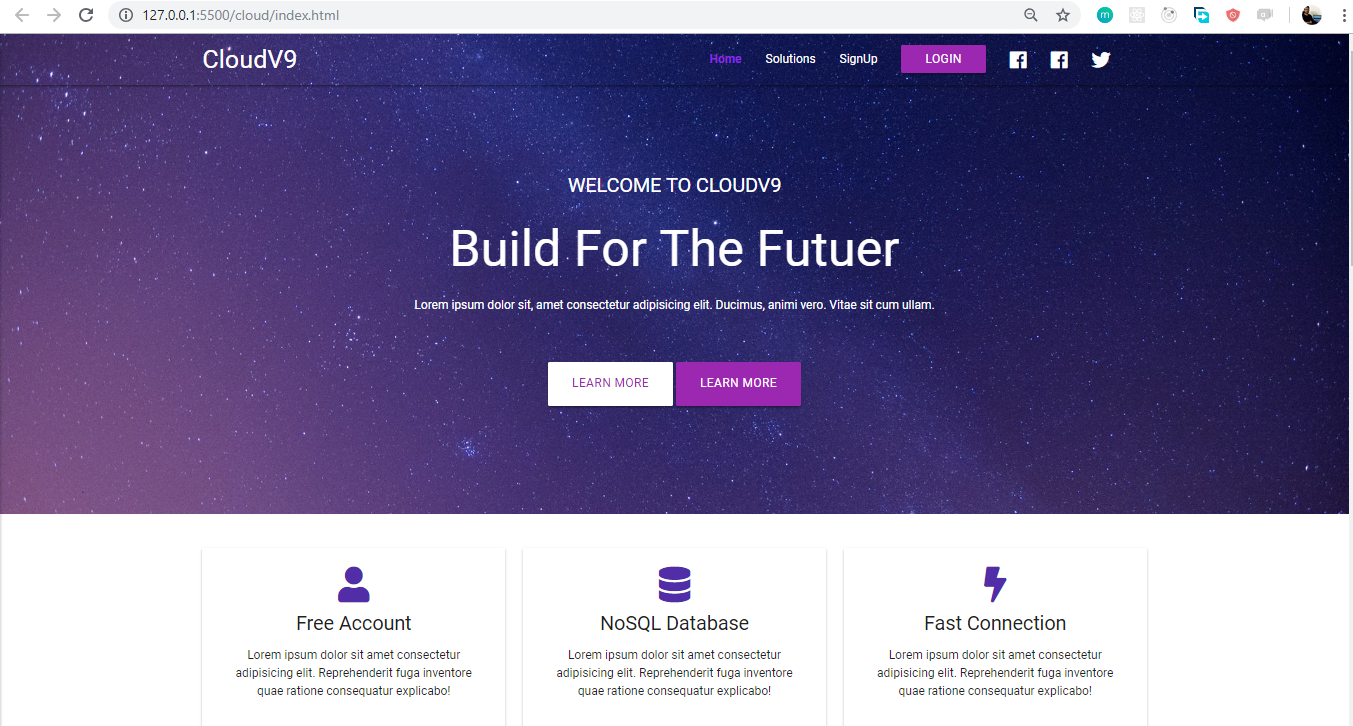 127.0.0.1:5500/cloud/index.html
m
CloudV9
Home Solutions SignUp LOGIN
WELCOME TO CLOUDV9
Build For The Futuer
Lorem ipsum dolor sit, amet consectetur adipisicing elit. Ducimus, animi vero. Vitae sit cum ullam.
LEARN MORE LEARN MORE
Free Account
Lorem ipsum dolor sit amet consectetur
adipisicing elit. Reprehenderit fuga inventore
quae ratione consequatur explicabo!
NoSQL Database
Lorem ipsum dolor sit amet consectetur
adipisicing elit. Reprehenderit fuga inventore
quae ratione consequatur explicabo!
Fast Connection
Lorem ipsum dolor sit amet consectetur
adipisicing elit. Reprehenderit fuga inventore
quae ratione consequatur explicabo!